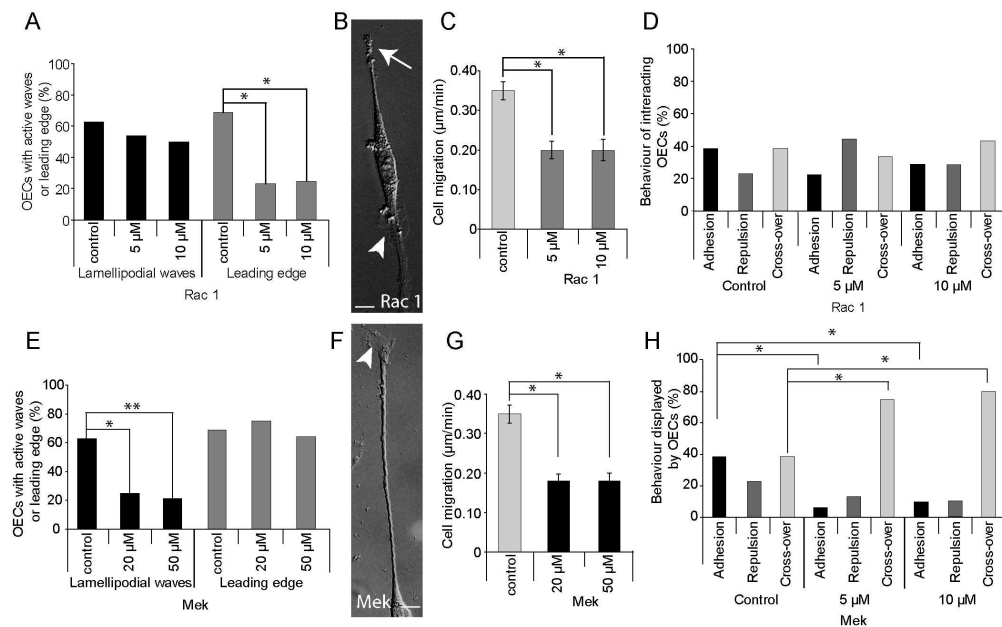 A
OECs with active waves
or leading edge (%)
100
80
60
40
20
0
*
*
control
5 µM
10 µM
control
5 µM
10 µM
Lamellipodial waves
Leading edge
Rac 1
B
Rac 1
C
Cell migration (µm/min)
0.40
0.30
0.20
0.10
0.00
*
*
control
5 µM
10 µM
Rac 1
D
Behaviour of intreracting
OECs (%)
100
80
60
40
20
0
Adhesion
Repulsion
Cross-over
Adhesion
Repulsion
Cross-over
Adhesion
Repulsion
Cross-over
Control
5 µM
10 µM
Rac 1
E
OECs with active waves
or leading edge (%)
100
80
60
40
20
0
**
*
control
20 µM
50 µM
control
20 µM
50 µM
Lamellipodial waves
Leading edge
Mek
F
Mek
G
Cell migration (µm/min)
0.40
0.30
0.20
0.10
0.00
*
*
control
20 µM
50 µM
Mek
H
Behaviour displayed
by OECs (%)
100
80
60
40
20
0
*
*
*
*
Adhesion
Repulsion
Cross-over
Adhesion
Repulsion
Cross-over
Adhesion
Repulsion
Cross-over
Control
5 µM
10 µM
Mek